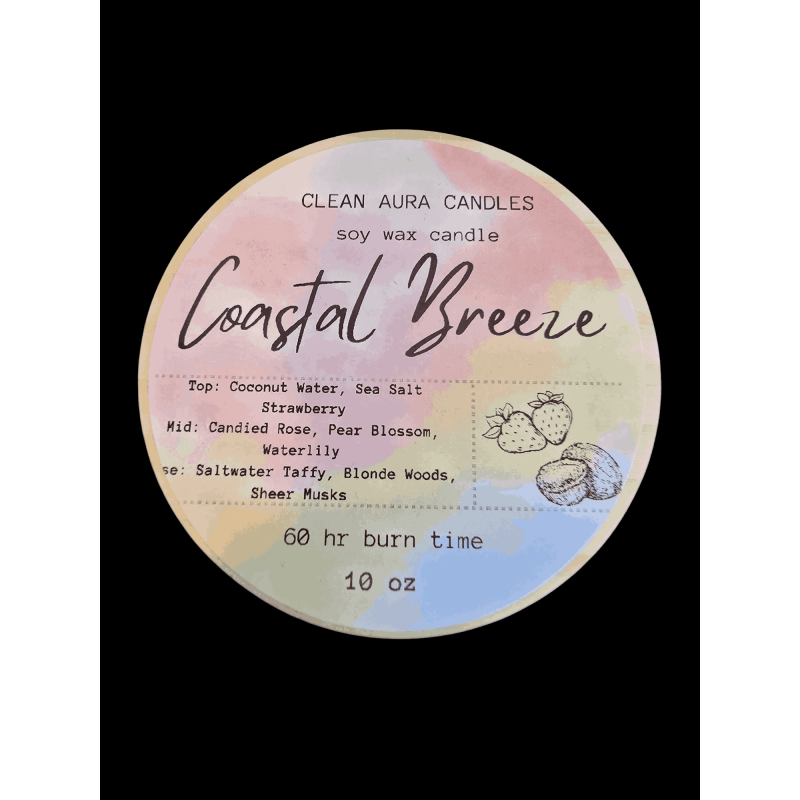 CLEAN AURA CANDLES
soy wax candle
Coastal Breeze
Top: Coconut Water, Sea Salt
Strawberry
Mid: Candied Rose, Pear Blossom,
Waterlily
se: Saltwater Taffy, Blonde Woods,
Sheer Musks
60 hr burn time
10 oz